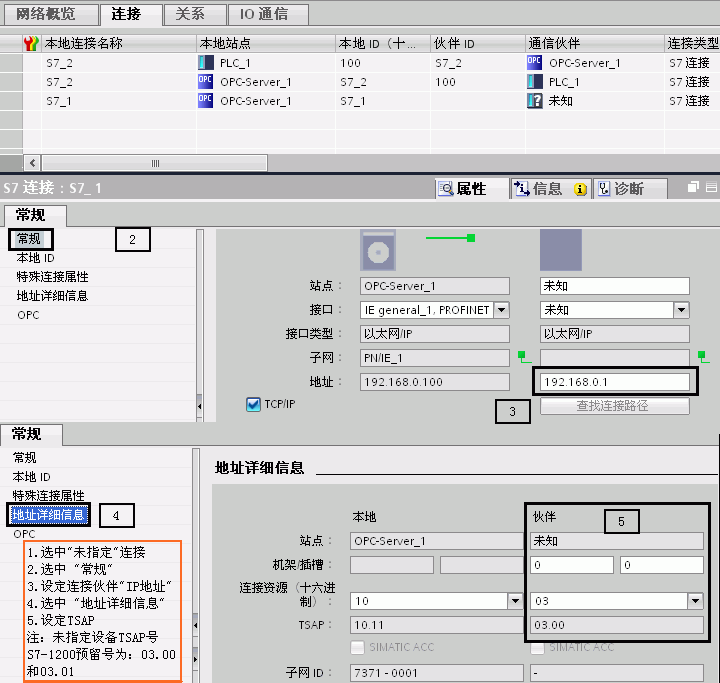 网络概览 连接 关系 IO 通信
本地连接名称 本地站点 本地 ID（十... 伙伴 ID 通信伙伴 连接类型
S7_2 PLC_1 100 S7_2 OPC OPC-Server_1 S7 连接
S7_2 OPC OPC-Server_1 S7_2 100 PLC_1 S7 连接
S7_1 OPC OPC-Server_1 S7_1 未知 S7 连接
S7 连接 : S7_1 属性 信息 诊断
常规
常规 2
本地 ID
特殊连接属性
地址详细信息
OPC
站点： OPC-Server_1 未知
接口： IE general_1, PROFINET 未知
接口类型： 以太网/IP 以太网/IP
子网： PN/IE_1
地址： 192.168.0.100 192.168.0.1
TCP/IP 3 查找连接路径
常规
常规
本地 ID
特殊连接属性
地址详细信息 4
OPC
1.选中"未指定"连接
2.选中 "常规"
3.设定连接伙伴"IP地址"
4.选中 "地址详细信息"
5.设定TSAP
注: 未指定设备TSAP号
S7-1200预留号为: 03.00
和03.01
地址详细信息
本地 伙伴 5
站点： OPC-Server_1 未知
机架/插槽： 0 0
连接资源（十六进
制）： 10 03
TSAP： 10.11 03.00
SIMATIC ACC SIMATIC ACC
子网 ID： 7371 - 0001 -